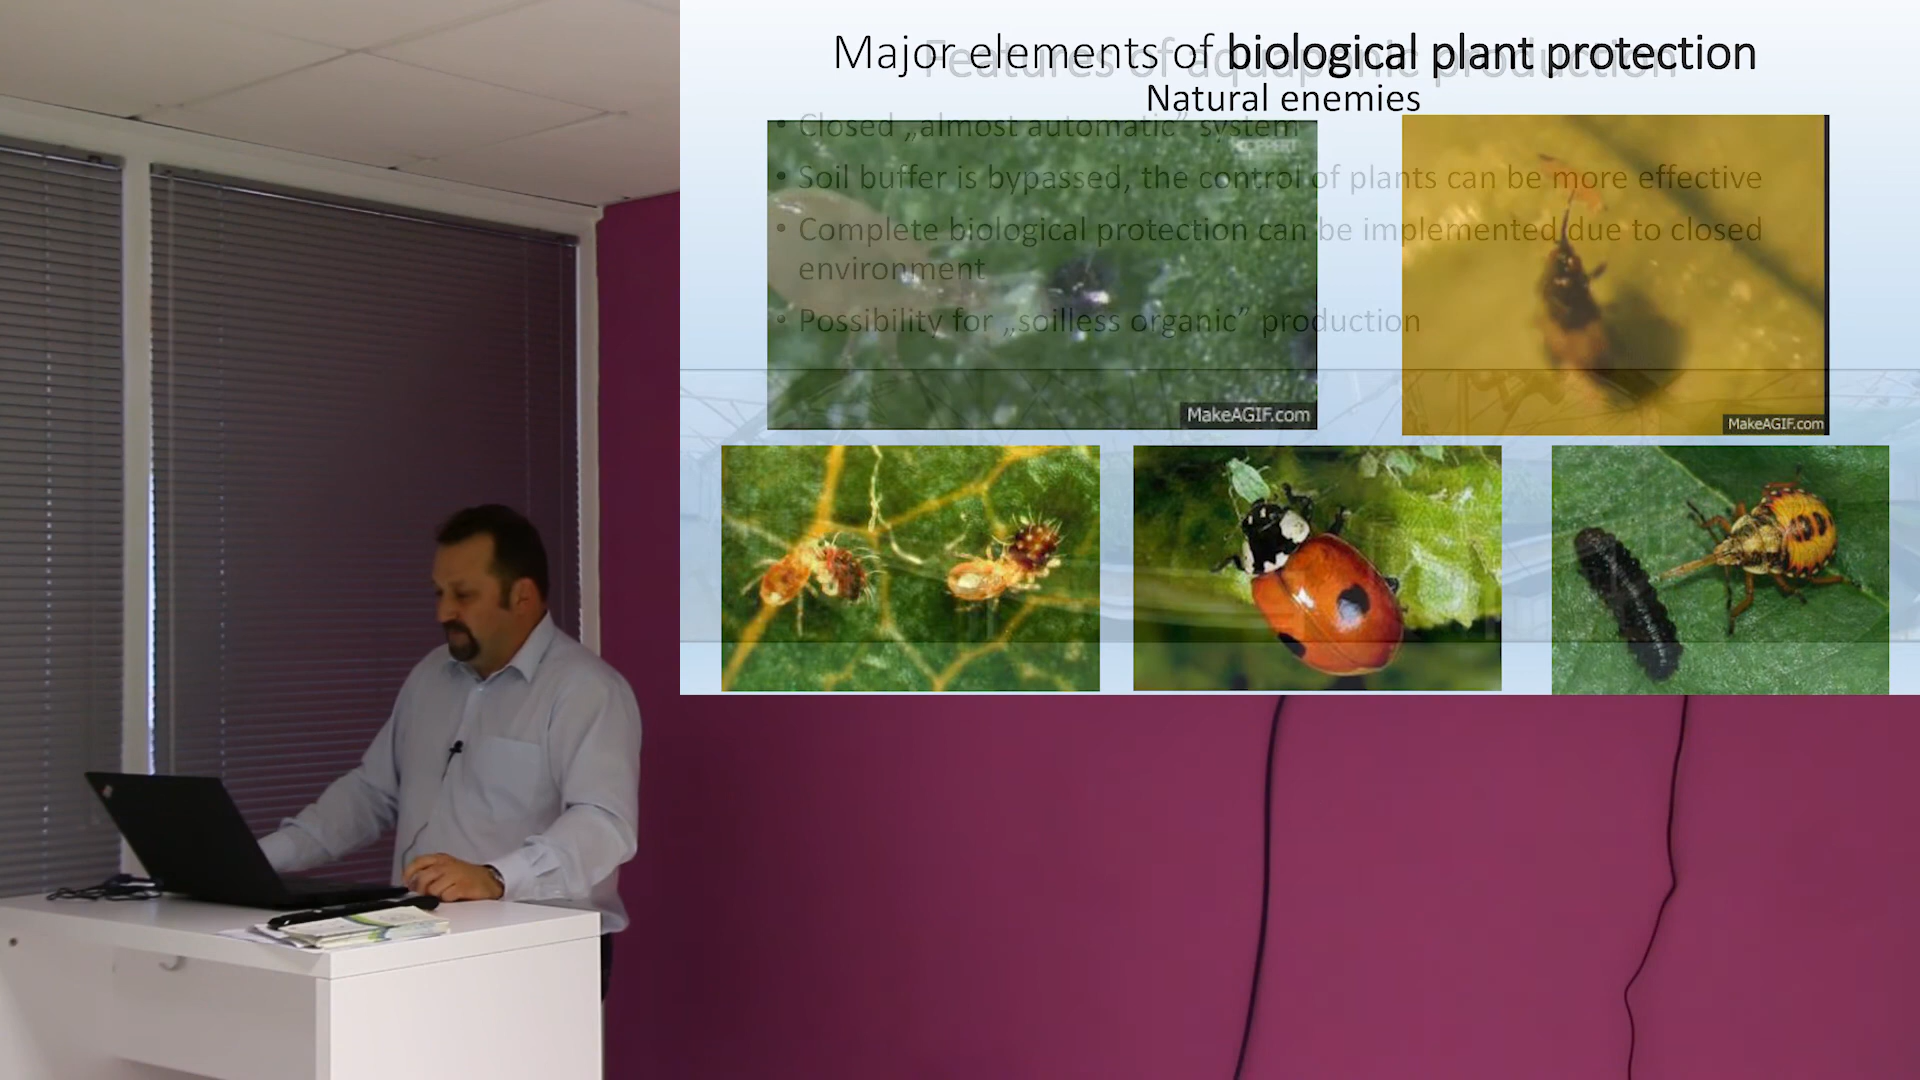 Major elements of biological plant protection
Features of aquaponic production
Natural enemies
• Closed „almost automatic” system
KOPPERT
• Soil buffer is bypassed, the control of plants can be more effective
• Complete biological protection can be implemented due to closed
environment
• Possibility for „soilless organic” production
MakeAGIF.com
MakeAGIF.com